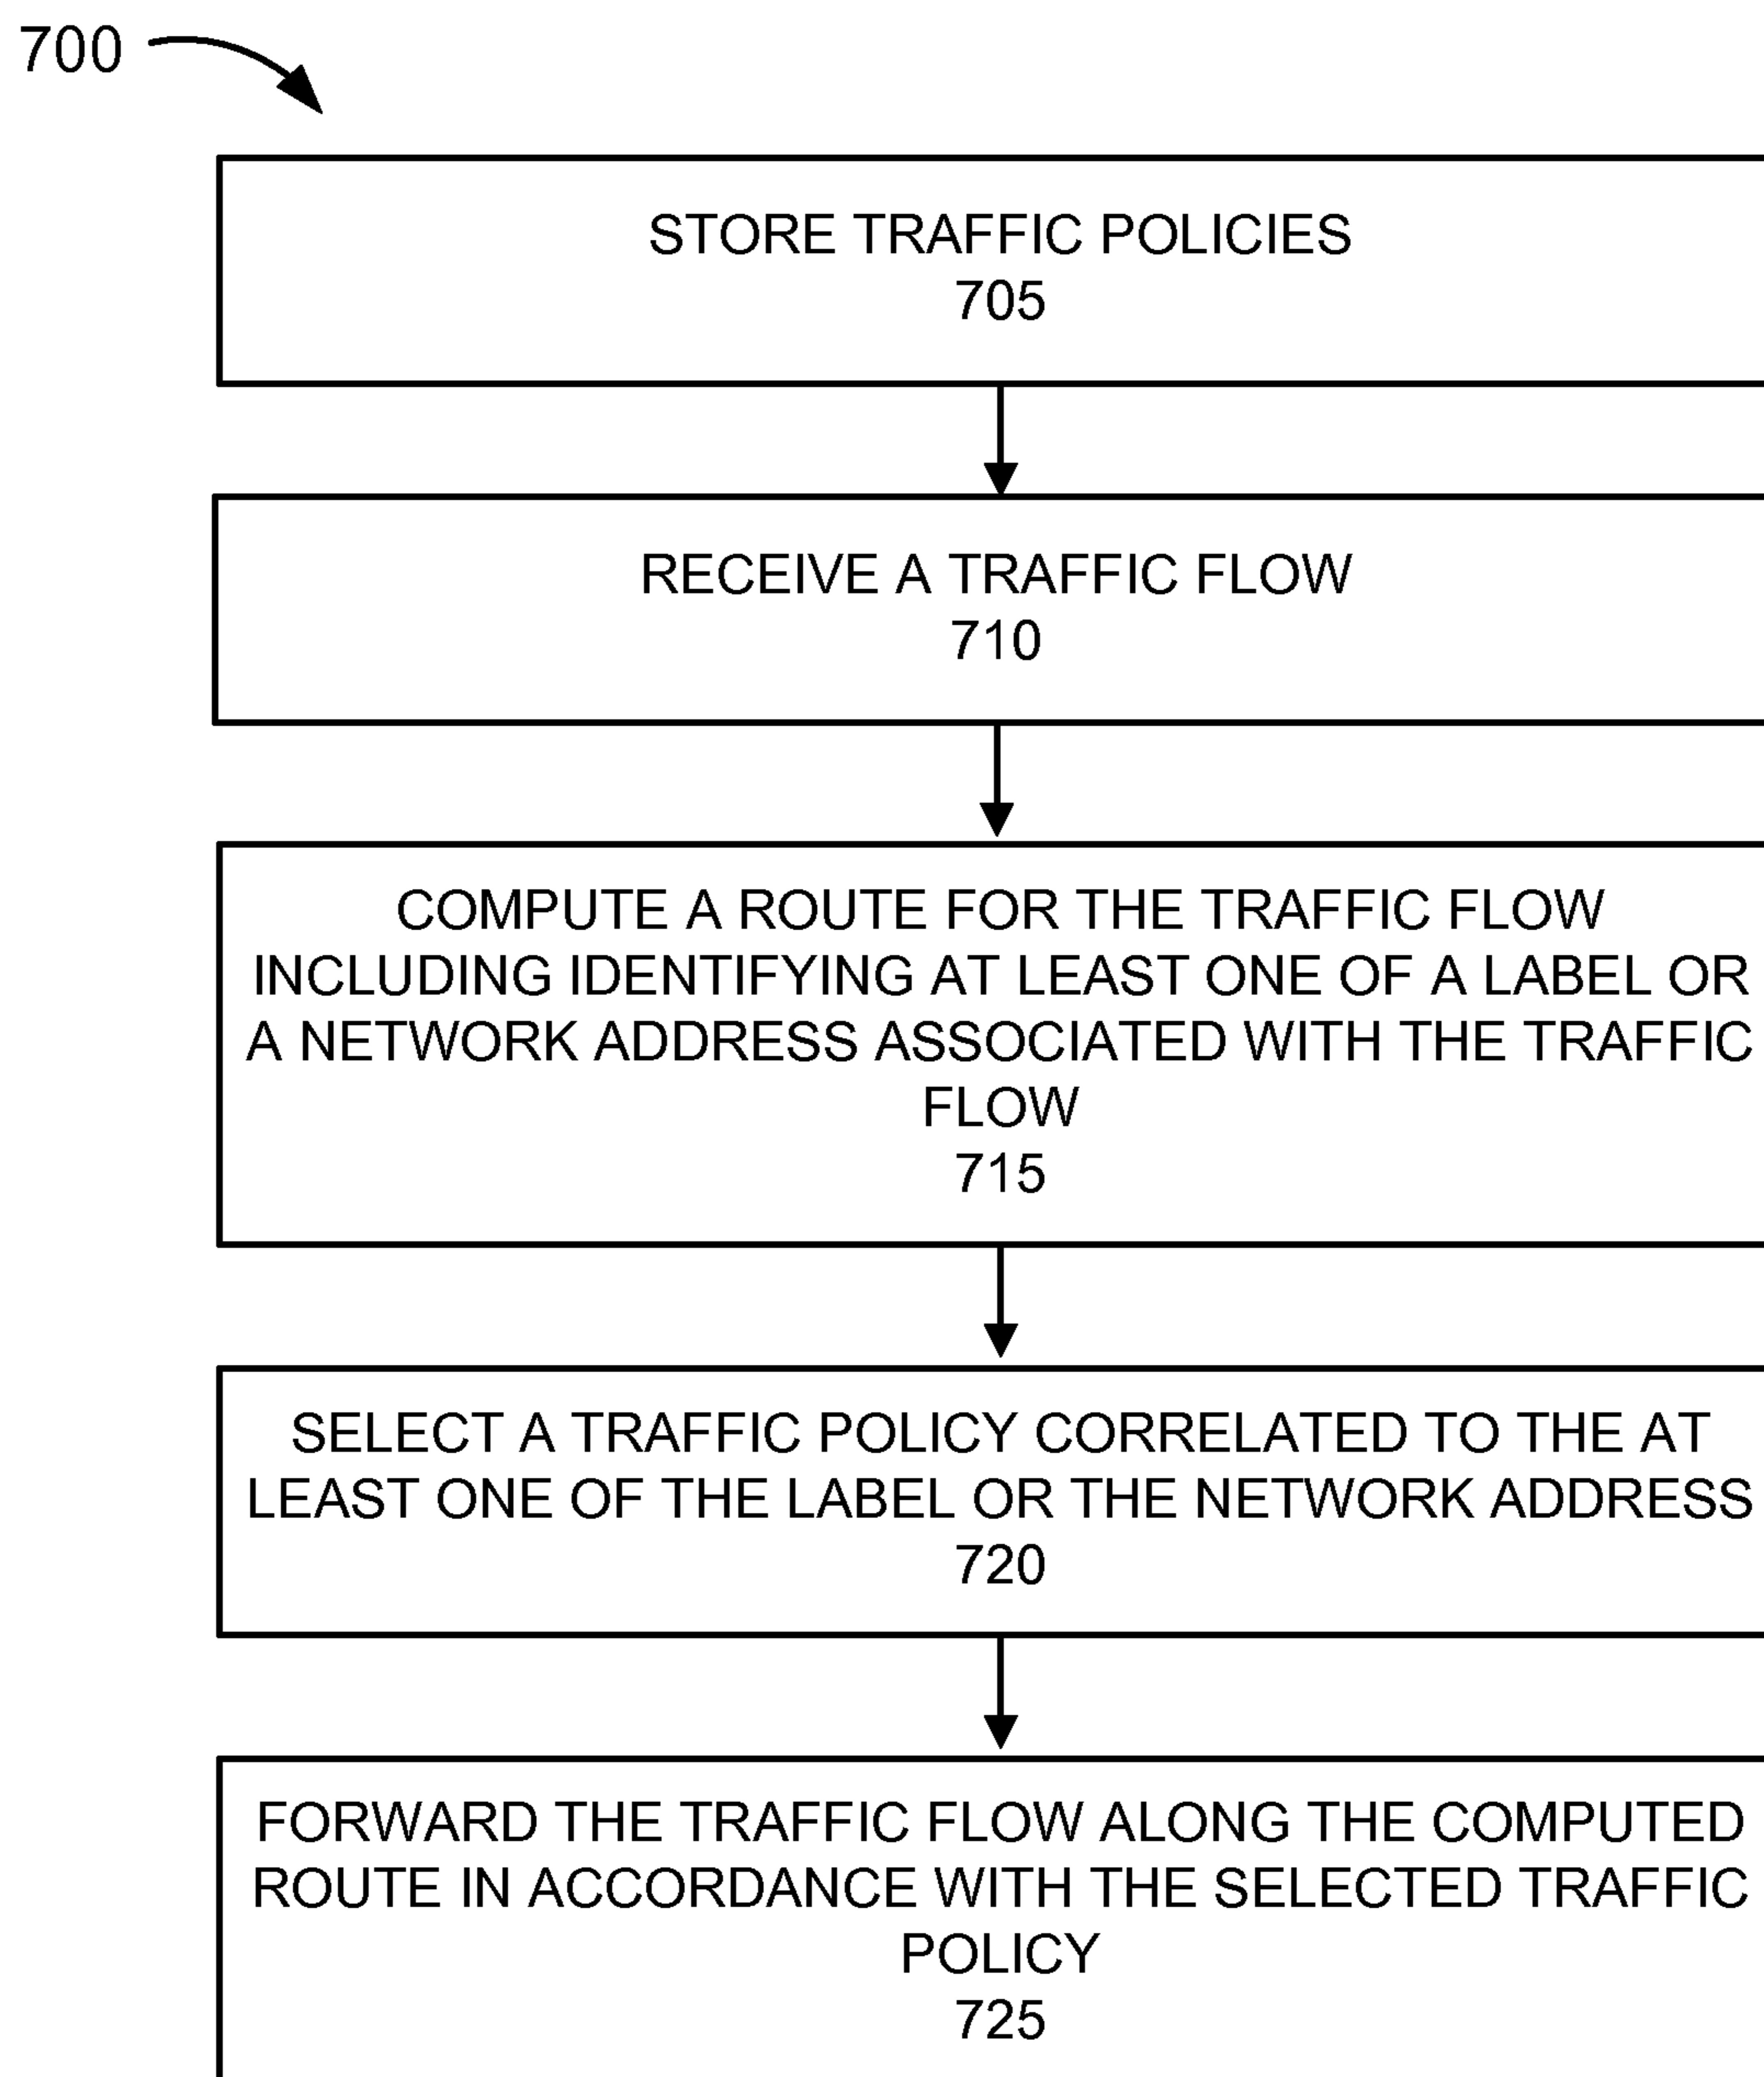 700
STORE TRAFFIC POLICIES
705
RECEIVE A TRAFFIC FLOW
710
COMPUTE A ROUTE FOR THE TRAFFIC FLOW
INCLUDING IDENTIFYING AT LEAST ONE OF A LABEL OR
A NETWORK ADDRESS ASSOCIATED WITH THE TRAFFIC
FLOW
715
SELECT A TRAFFIC POLICY CORRELATED TO THE AT
LEAST ONE OF THE LABEL OR THE NETWORK ADDRESS
720
FORWARD THE TRAFFIC FLOW ALONG THE COMPUTED
ROUTE IN ACCORDANCE WITH THE SELECTED TRAFFIC
POLICY
725